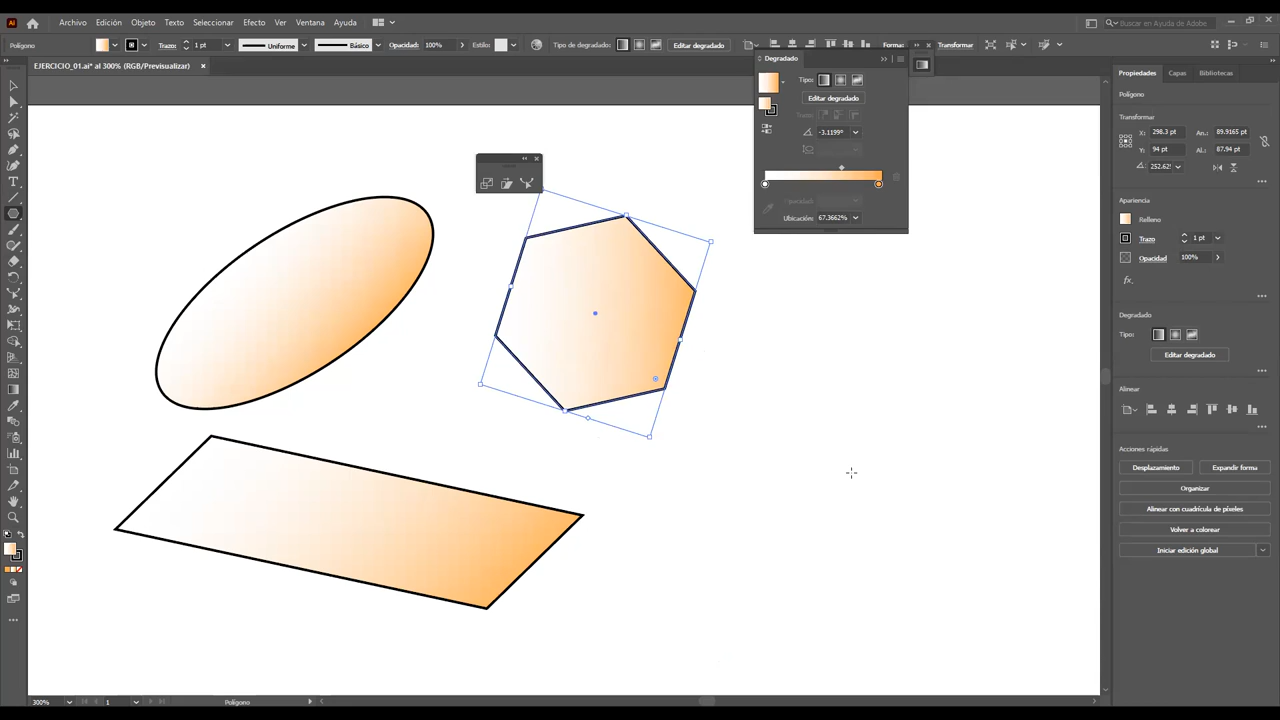 Ai Archivo Edición Objeto Texto Seleccionar Efecto Ver Ventana Ayuda Buscar en Ayuda de Adobe
Polígono Trazo: 1 pt Uniforme Básico Opacidad: 100% Estilo: Tipo de degradado: Editar degradado Forma: Transformar
EJERCICIO_01.ai* al 300% (RGB/Previsualizar) ×
Degradado
Tipo:
Editar degradado
Trazo:
-3.1199°
Opacidad:
Ubicación: 67.3662%
Propiedades Capas Bibliotecas
Polígono
Transformar
X: 298.3 pt An.: 89.9165 pt
Y: 94 pt Al.: 87.94 pt
252.62°
Apariencia
Relleno
Trazo 1 pt
Opacidad 100%
fx.
Degradado
Tipo:
Editar degradado
Alinear
Acciones rápidas
Desplazamiento Expandir forma
Organizar
Alinear con cuadrícula de píxeles
Volver a colorear
Iniciar edición global
300% 1 Polígono